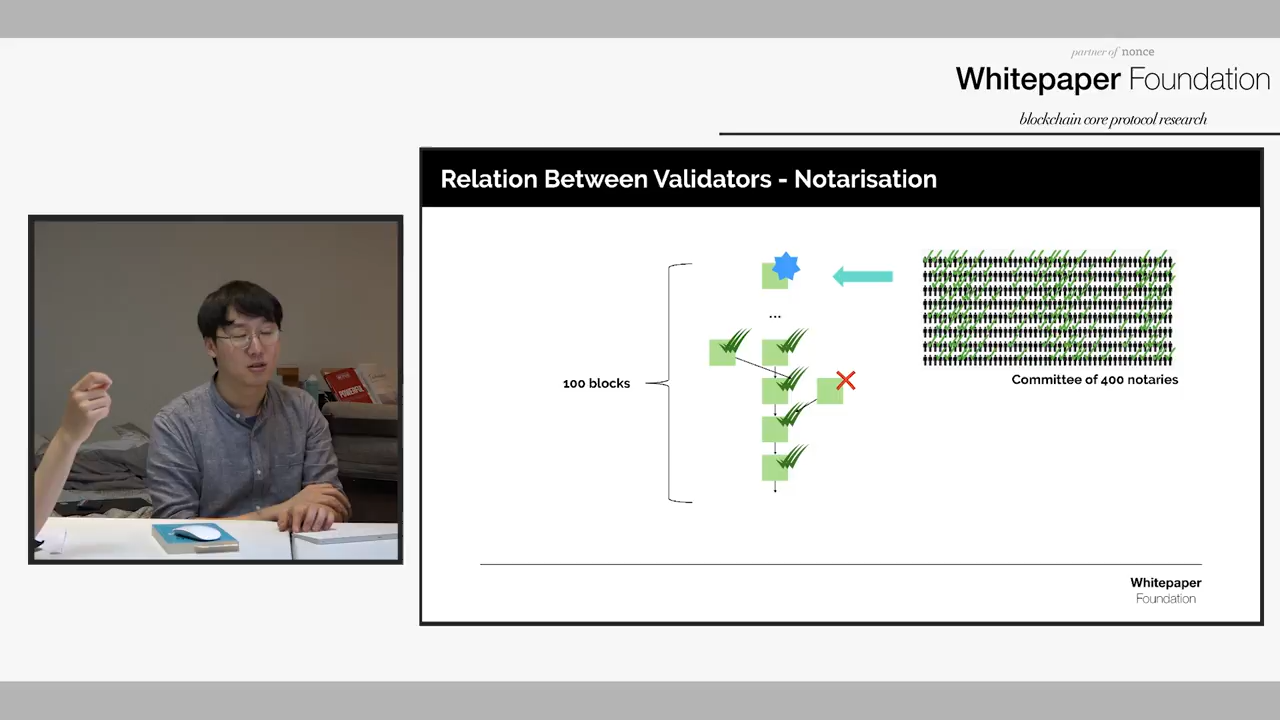 partner of nonce
Whitepaper Foundation
blockchain core protocol research
Relation Between Validators - Notarisation
...
100 blocks
Committee of 400 notaries
POWERFUL
Whitepaper
Foundation